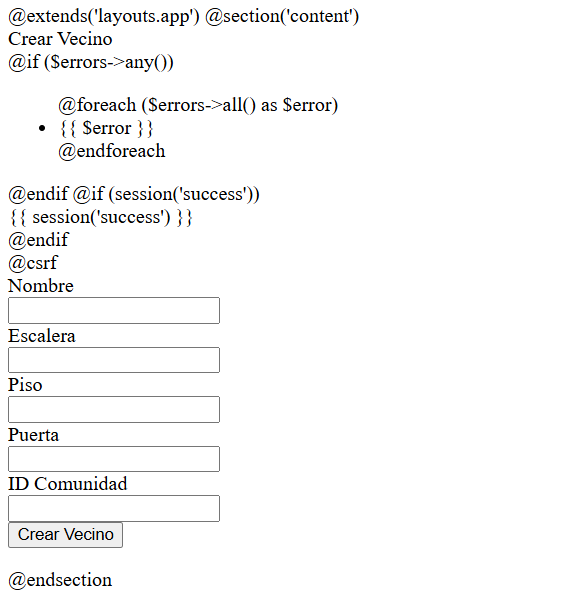 @extends('layouts.app') @section('content')
Crear Vecino
@if ($errors->any())
@foreach ($errors->all() as $error)
{{ $error }}
@endforeach
@endif @if (session('success'))
{{ session('success') }}
@endif
@csrf
Nombre
Escalera
Piso
Puerta
ID Comunidad
Crear Vecino
@endsection